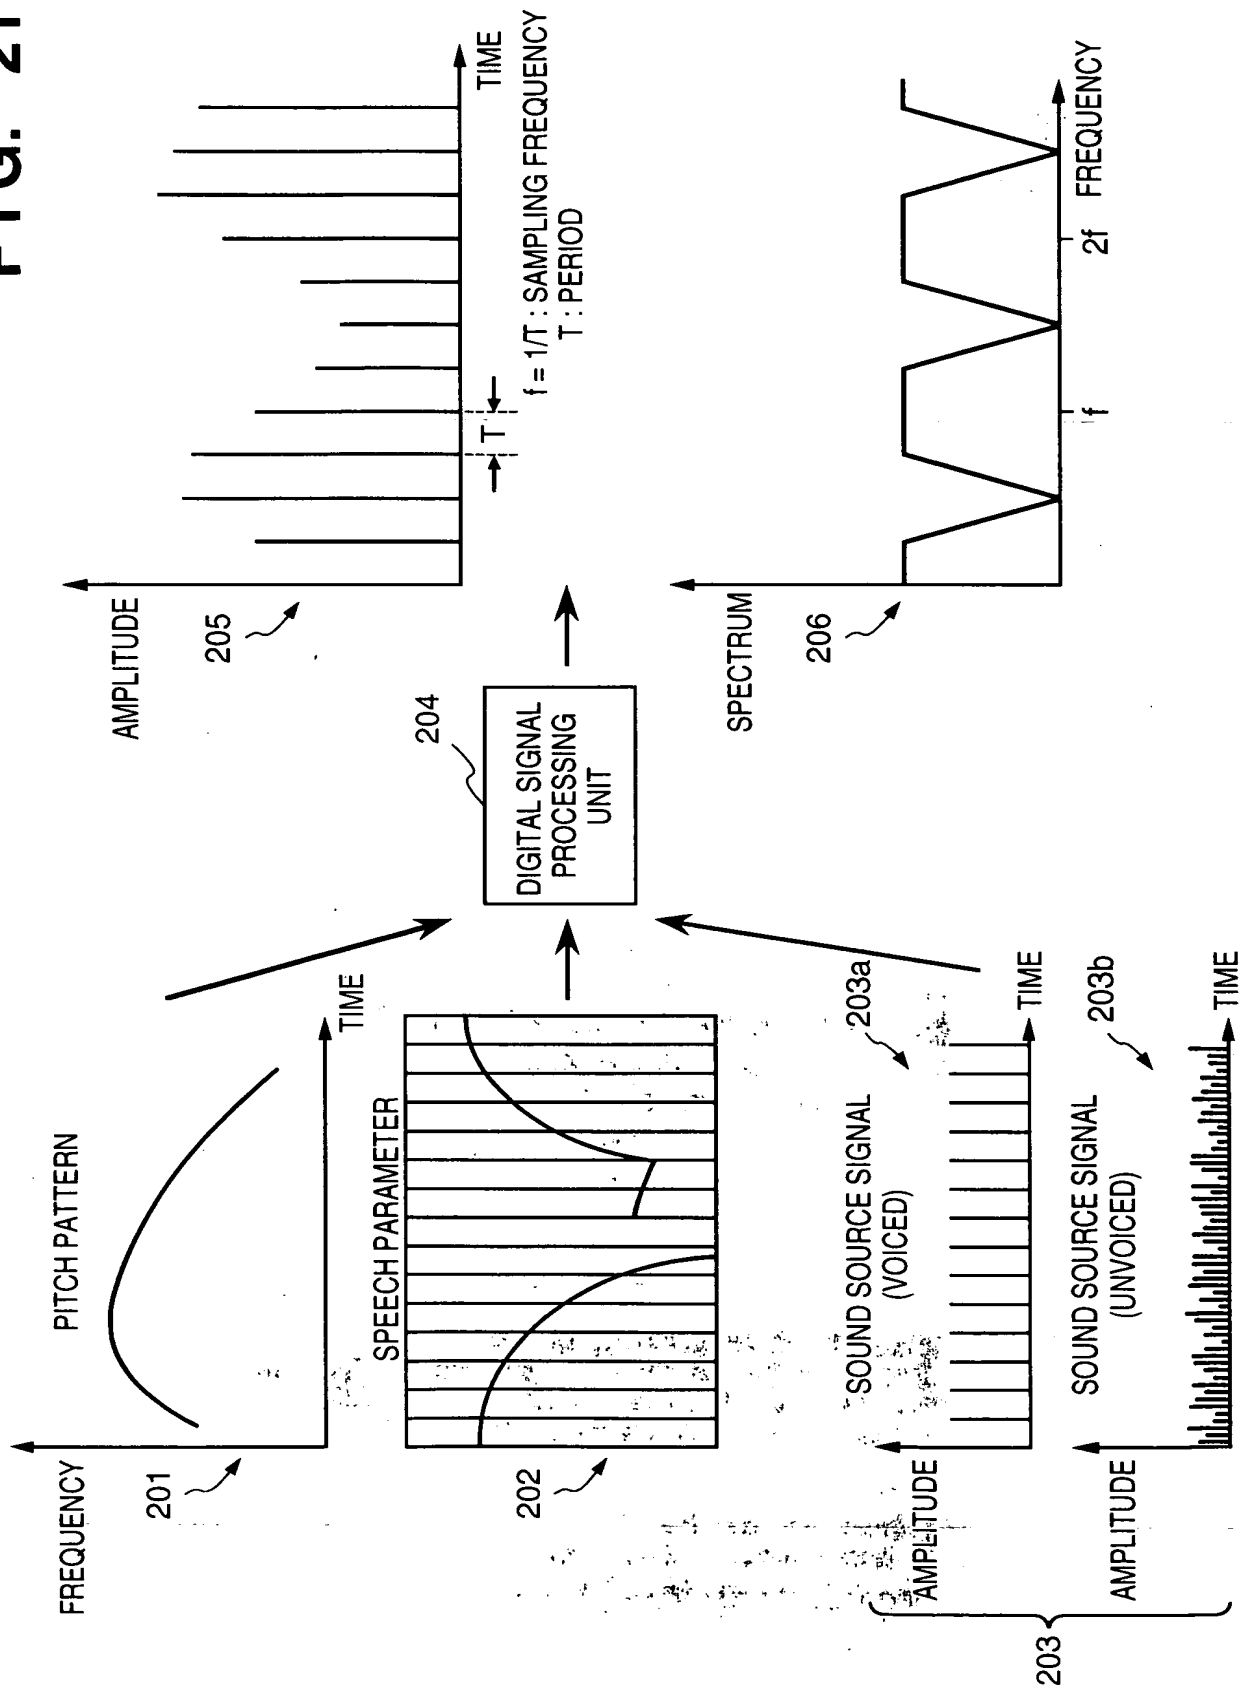 FIG. 21
FREQUENCY
PITCH PATTERN
TIME
201
SPEECH PARAMETER
202
SOUND SOURCE SIGNAL
(VOICED)
203a
AMPLITUDE
TIME
SOUND SOURCE SIGNAL
(UNVOICED)
203b
AMPLITUDE
TIME
203
204
DIGITAL SIGNAL
PROCESSING
UNIT
AMPLITUDE
205
TIME
T
f = 1/T : SAMPLING FREQUENCY
T : PERIOD
SPECTRUM
206
f
2f
FREQUENCY